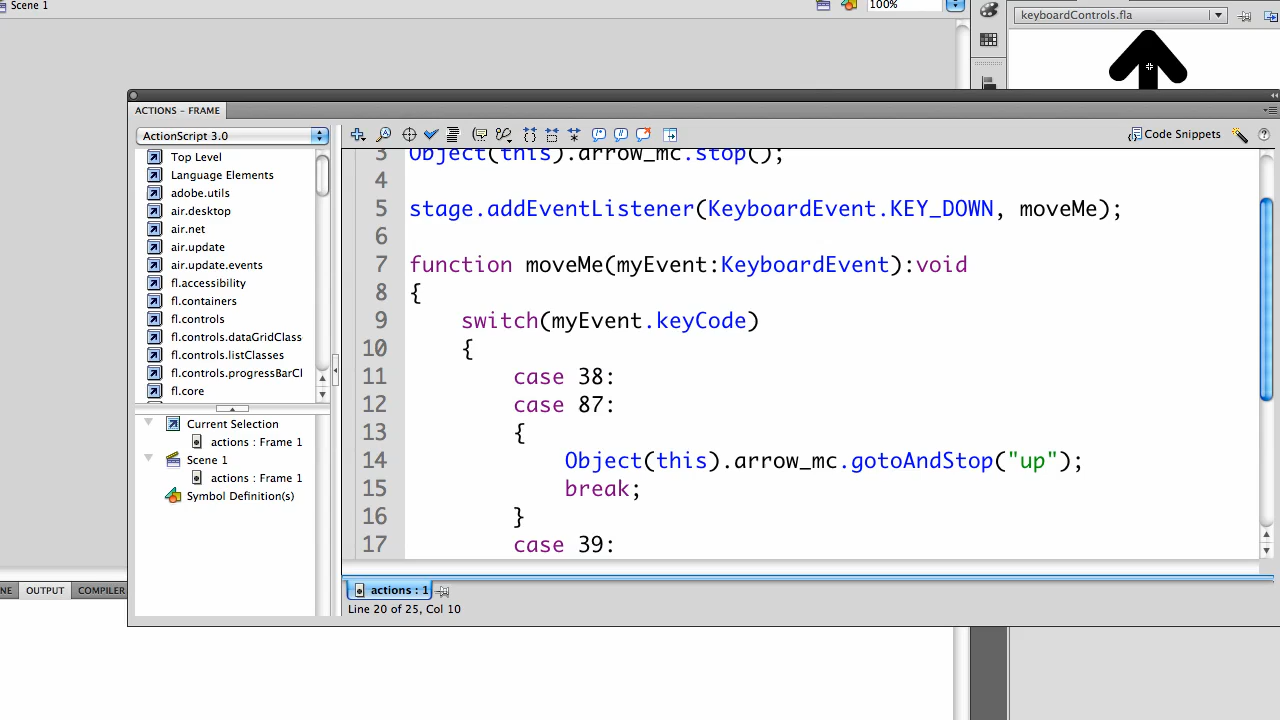 Scene 1
100%
keyboardControls.fla
ACTIONS - FRAME
ActionScript 3.0
Code Snippets
Top Level
Language Elements
adobe.utils
air.desktop
air.net
air.update
air.update.events
fl.accessibility
fl.containers
fl.controls
fl.controls.dataGridClass
fl.controls.listClasses
fl.controls.progressBarCl
fl.core
Current Selection
actions : Frame 1
Scene 1
actions : Frame 1
Symbol Definition(s)
3 Object(this).arrow_mc.stop();
4
5 stage.addEventListener(KeyboardEvent.KEY_DOWN, moveMe);
6
7 function moveMe(myEvent:KeyboardEvent):void
8 {
9 switch(myEvent.keyCode)
10 {
11 case 38:
12 case 87:
13 {
14 Object(this).arrow_mc.gotoAndStop("up");
15 break;
16 }
17 case 39:
NE OUTPUT COMPILER
actions : 1
Line 20 of 25, Col 10